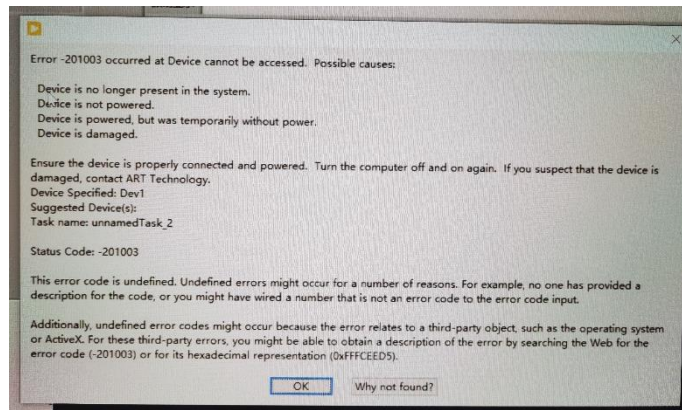 Error -201003 occurred at Device cannot be accessed.  Possible causes:
Device is no longer present in the system.
Device is not powered.
Device is powered, but was temporarily without power.
Device is damaged.
Ensure the device is properly connected and powered.  Turn the computer off and on again.  If you suspect that the device is
damaged, contact ART Technology.
Device Specified: Dev1
Suggested Device(s):
Task name: unnamedTask_2
Status Code: -201003
This error code is undefined. Undefined errors might occur for a number of reasons. For example, no one has provided a
description for the code, or you might have wired a number that is not an error code to the error code input.
Additionally, undefined error codes might occur because the error relates to a third-party object, such as the operating system
or ActiveX. For these third-party errors, you might be able to obtain a description of the error by searching the Web for the
error code (-201003) or for its hexadecimal representation (0xFFFCEED5).
OK
Why not found?